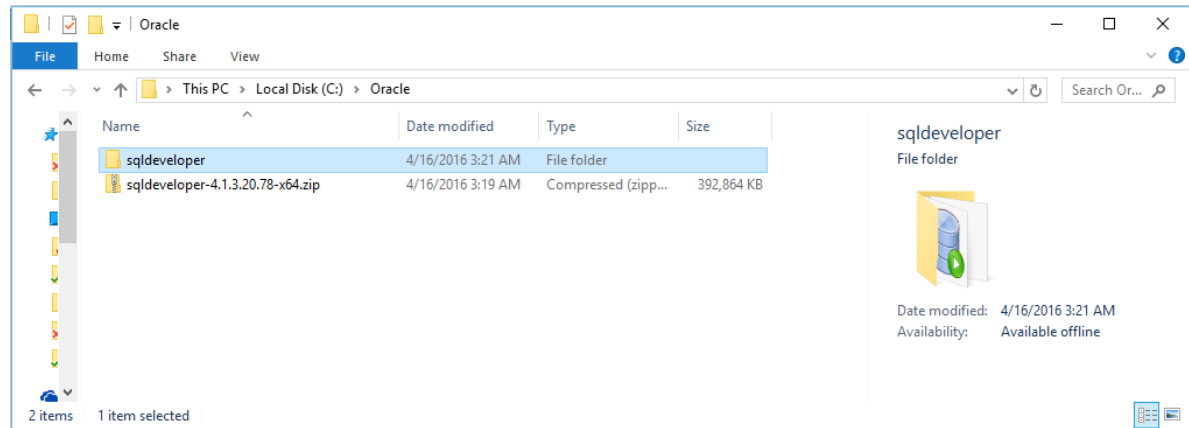 Oracle
File Home Share View
This PC > Local Disk (C:) > Oracle Search Or...
Name Date modified Type Size
sqldeveloper 4/16/2016 3:21 AM File folder
sqldeveloper-4.1.3.20.78-x64.zip 4/16/2016 3:19 AM Compressed (zipp... 392,864 KB
sqldeveloper
File folder
Date modified: 4/16/2016 3:21 AM
Availability: Available offline
2 items 1 item selected